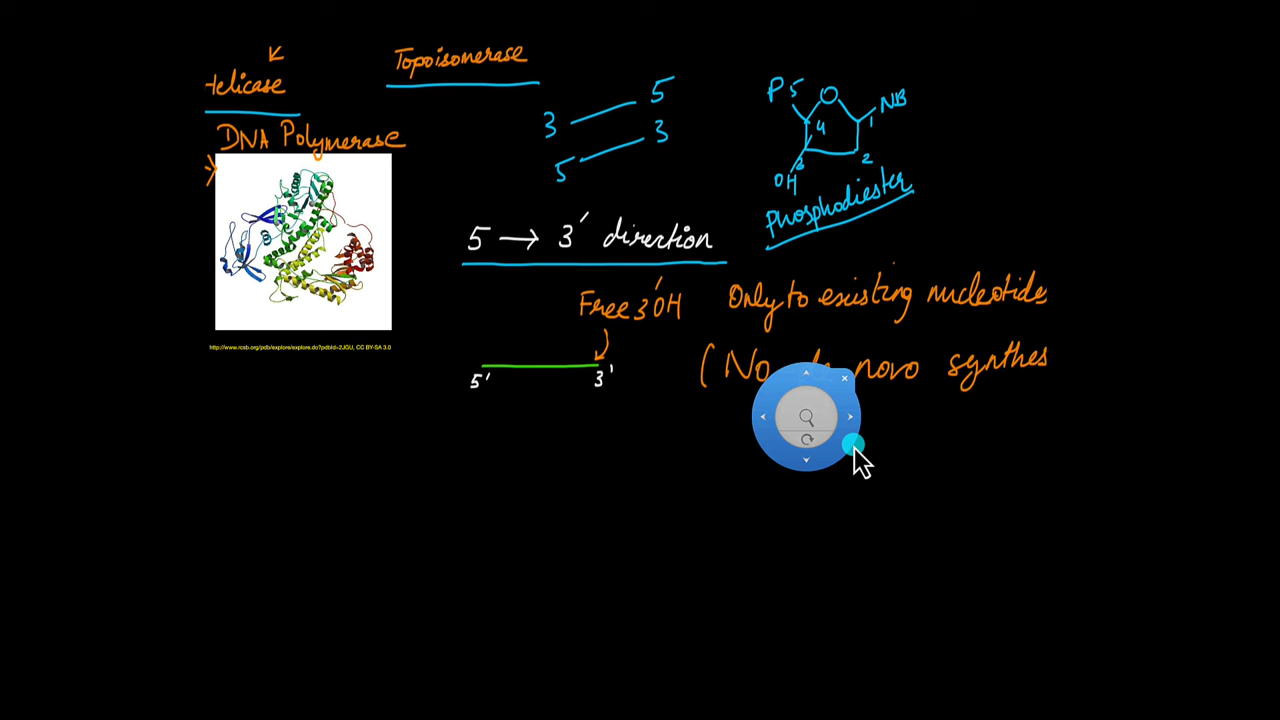 Topoisomerase
Helicase
DNA Polymerase
3 5
5 3
P 5 O NB
4 1
3 2
OH
Phosphodiester
5 → 3' direction
Free 3'OH
Only to existing nucleotide
5' 3'
(No novo synthes
http://www.rcsb.org/pdb/explore/explore.do?pdbId=2JGU, CC BY-SA 3.0